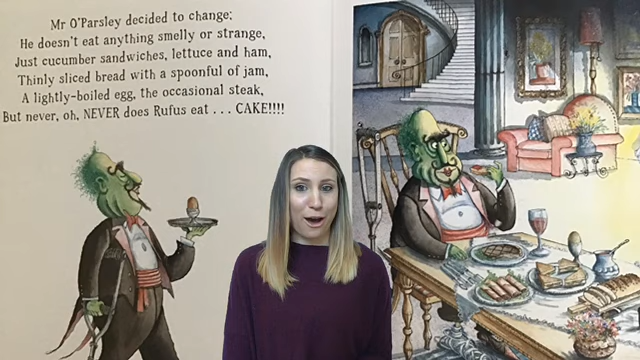 Mr O'Parsley decided to change:
He doesn't eat anything smelly or strange,
Just cucumber sandwiches, lettuce and ham,
Thinly sliced bread with a spoonful of jam,
A lightly-boiled egg, the occasional steak,
But never, oh, NEVER does Rufus eat . . . CAKE!!!!